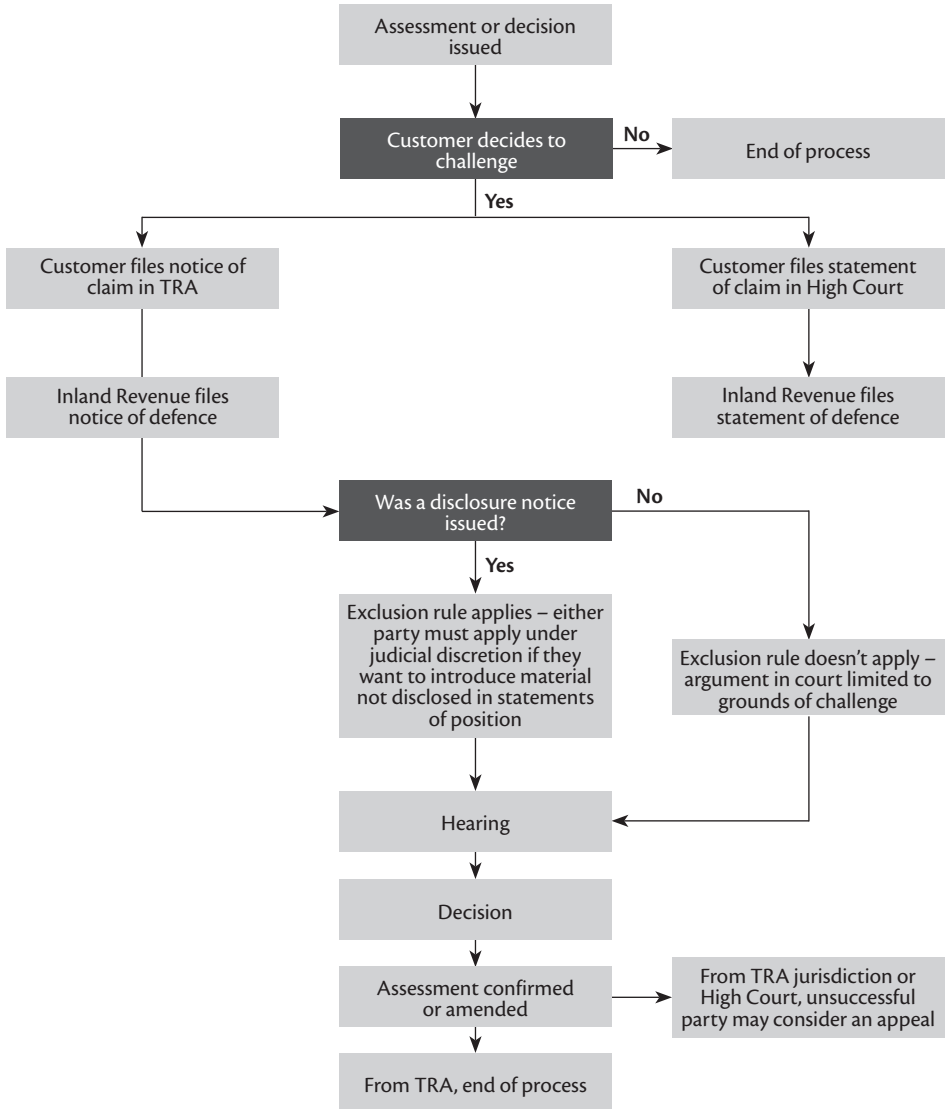 Assessment or decision
issued
Customer decides to
challenge
No
End of process
Yes
Customer files notice of
claim in TRA
Customer files statement
of claim in High Court
Inland Revenue files
notice of defence
Inland Revenue files
statement of defence
Was a disclosure notice
issued?
No
Yes
Exclusion rule applies – either
party must apply under
judicial discretion if they
want to introduce material
not disclosed in statements
of position
Exclusion rule doesn’t apply –
argument in court limited to
grounds of challenge
Hearing
Decision
Assessment confirmed
or amended
From TRA jurisdiction or
High Court, unsuccessful
party may consider an appeal
From TRA, end of process